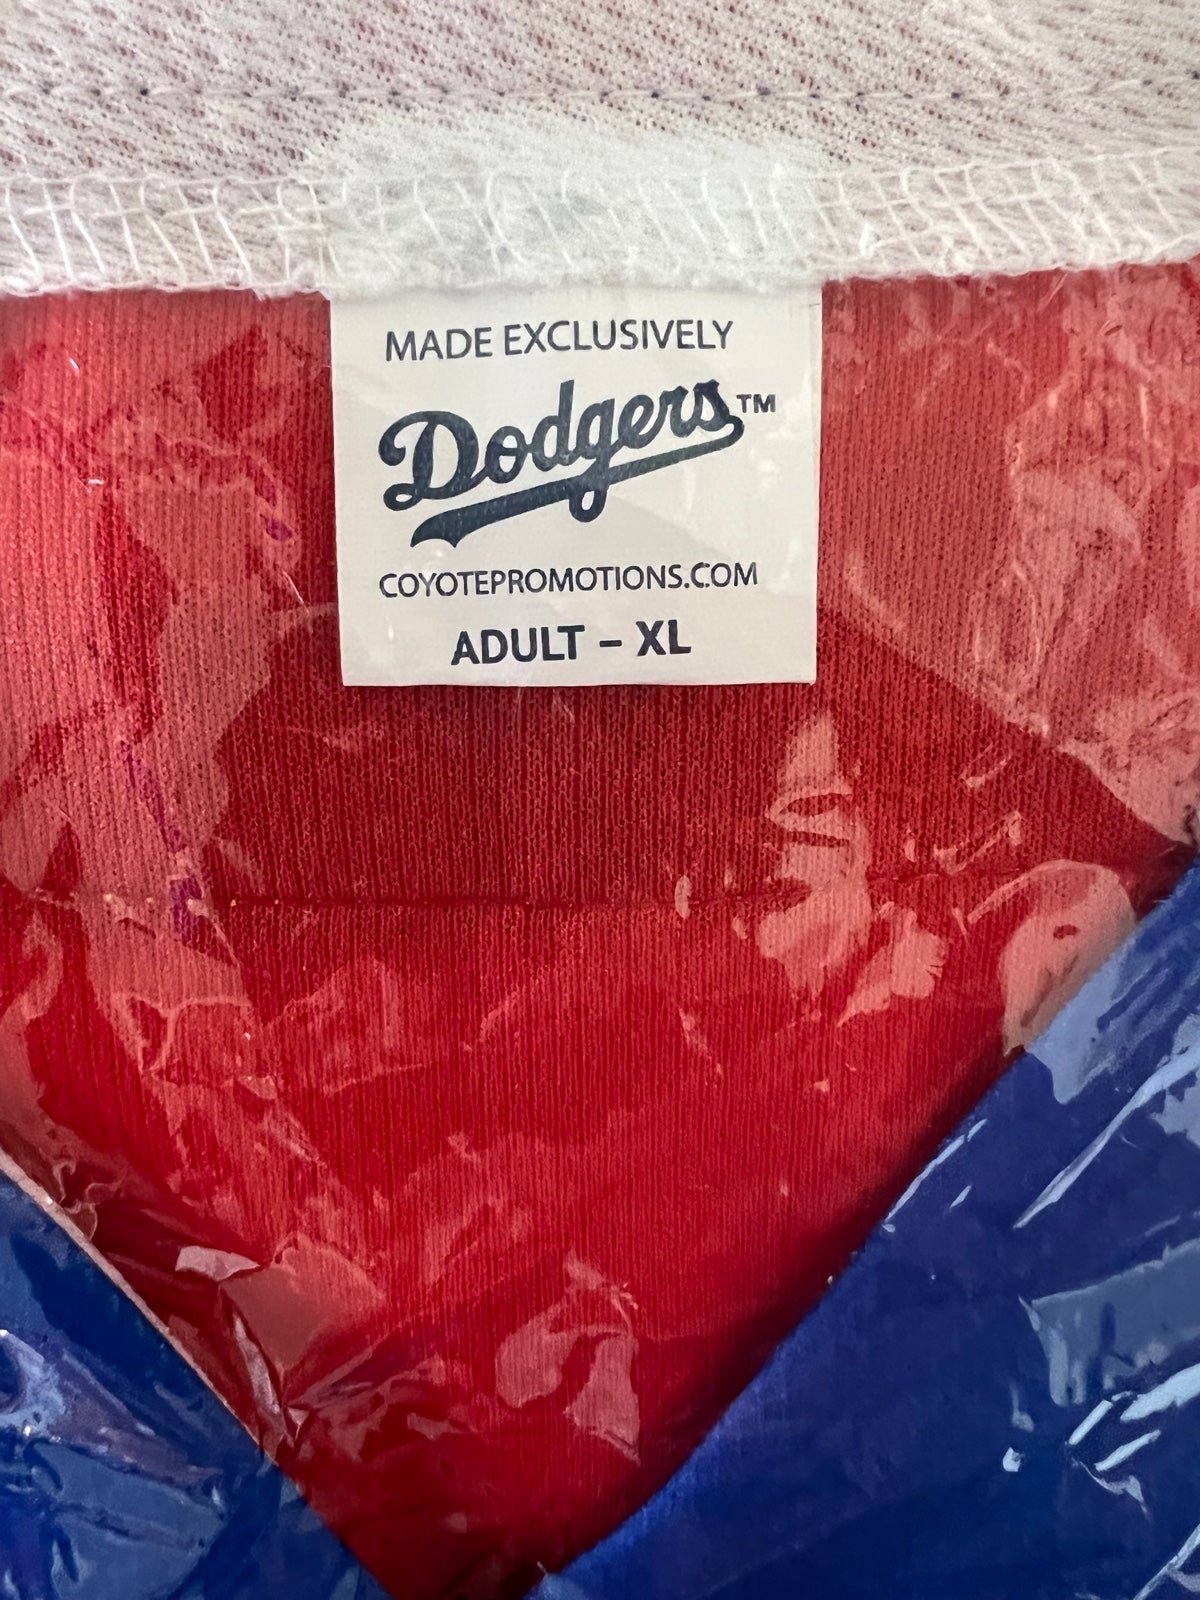 MADE EXCLUSIVELY
Dodgers™
COYOTEPROMOTIONS.COM
ADULT – XL